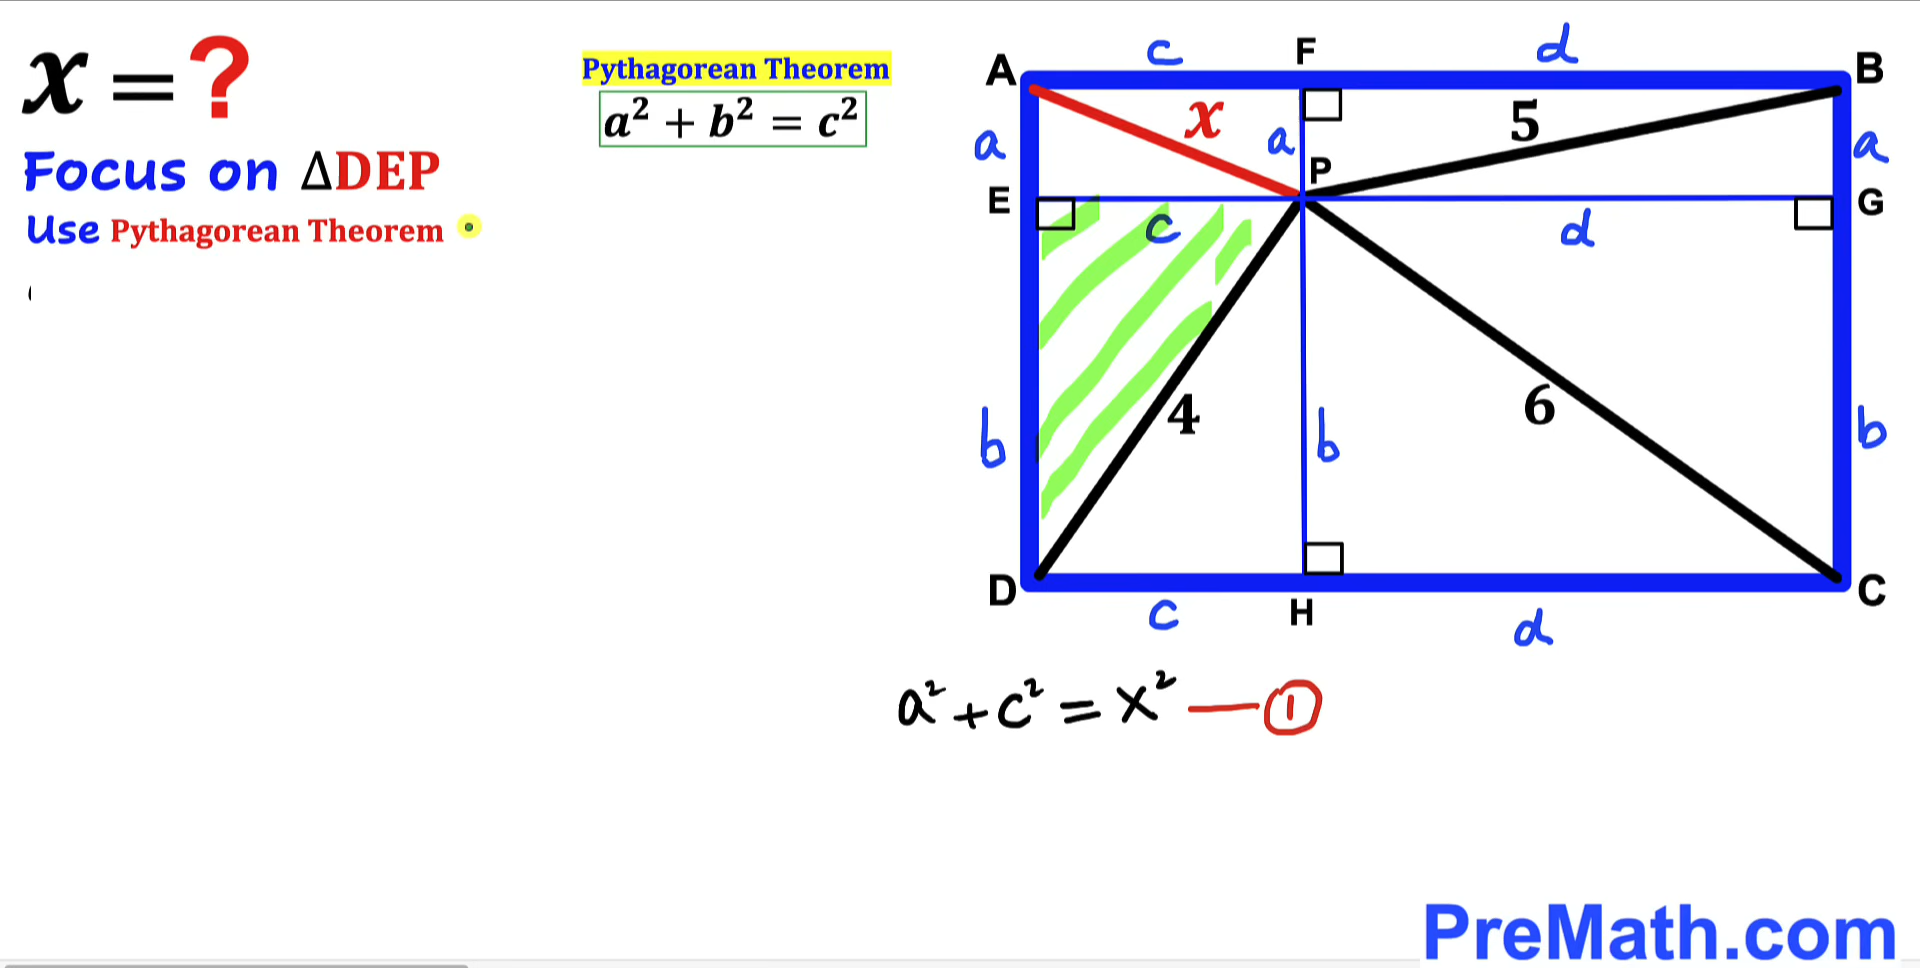 x = ?
Focus on ΔDEP
Use Pythagorean Theorem
Pythagorean Theorem
a² + b² = c²
c F d
A B
x 5
a a a
P
E G
c d
4 6
b b b
D C
c H d
a² + c² = x² — ①
PreMath.com